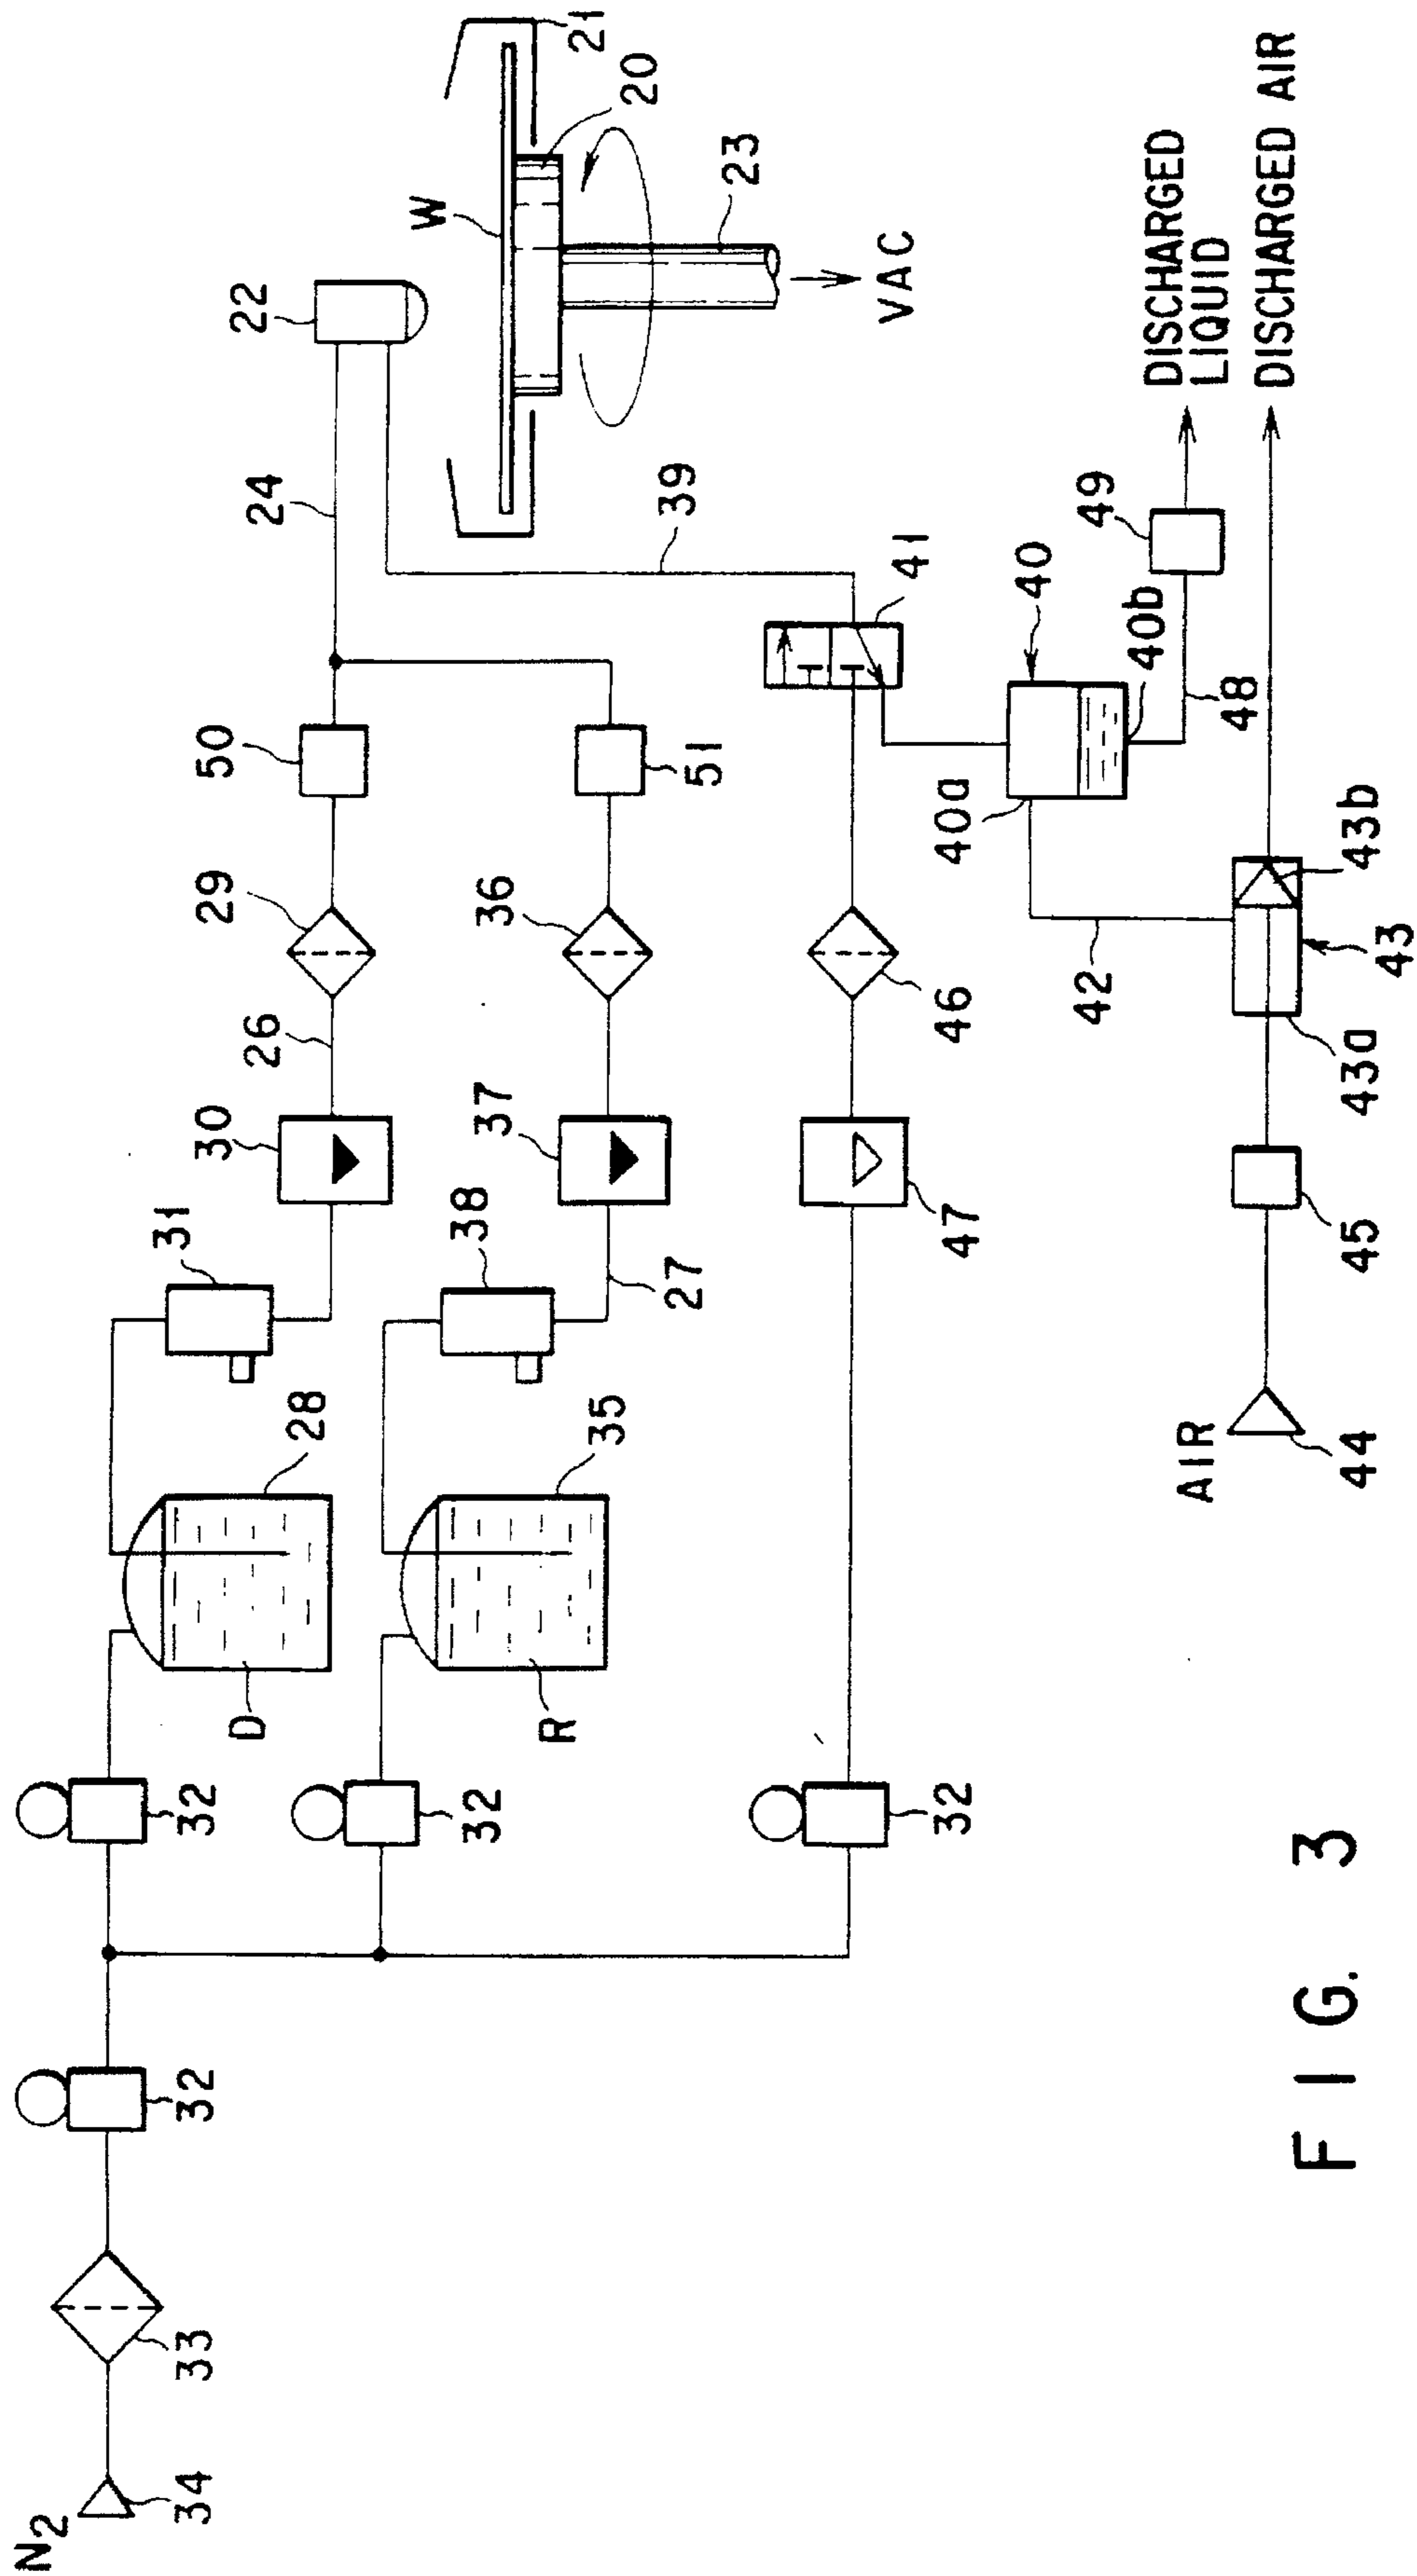 N2
34
33
32
32
32
32
D
28
R
35
31
38
30
26
29
50
37
27
36
51
24
22
W
21
20
23
VAC
39
41
46
47
40
40a
40b
48
49
42
43
43a
43b
45
44
AIR
DISCHARGED
LIQUID
DISCHARGED AIR
FIG. 3